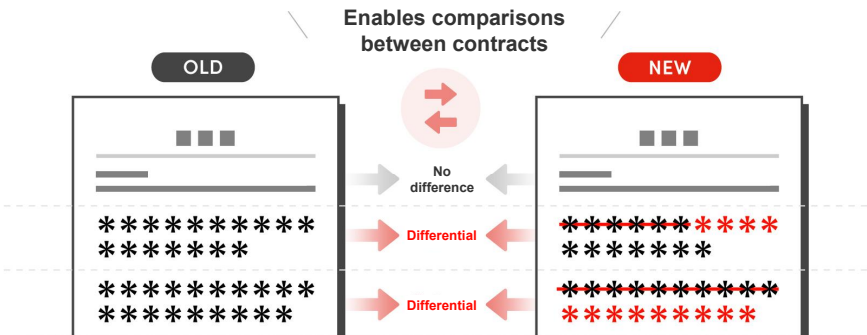 Enables comparisons
between contracts
OLD
NEW
No
difference
Differential
Differential